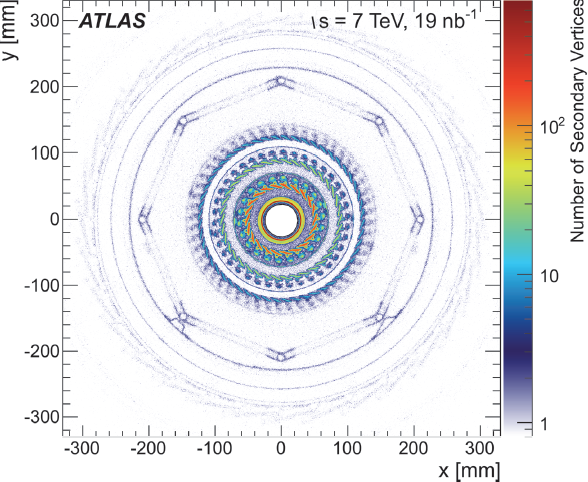 ATLAS
\s = 7 TeV, 19 nb-1
y [mm]
300
200
100
0
-100
-200
-300
-300 -200 -100 0 100 200 300
x [mm]
Number of Secondary Vertices
10²
10
1